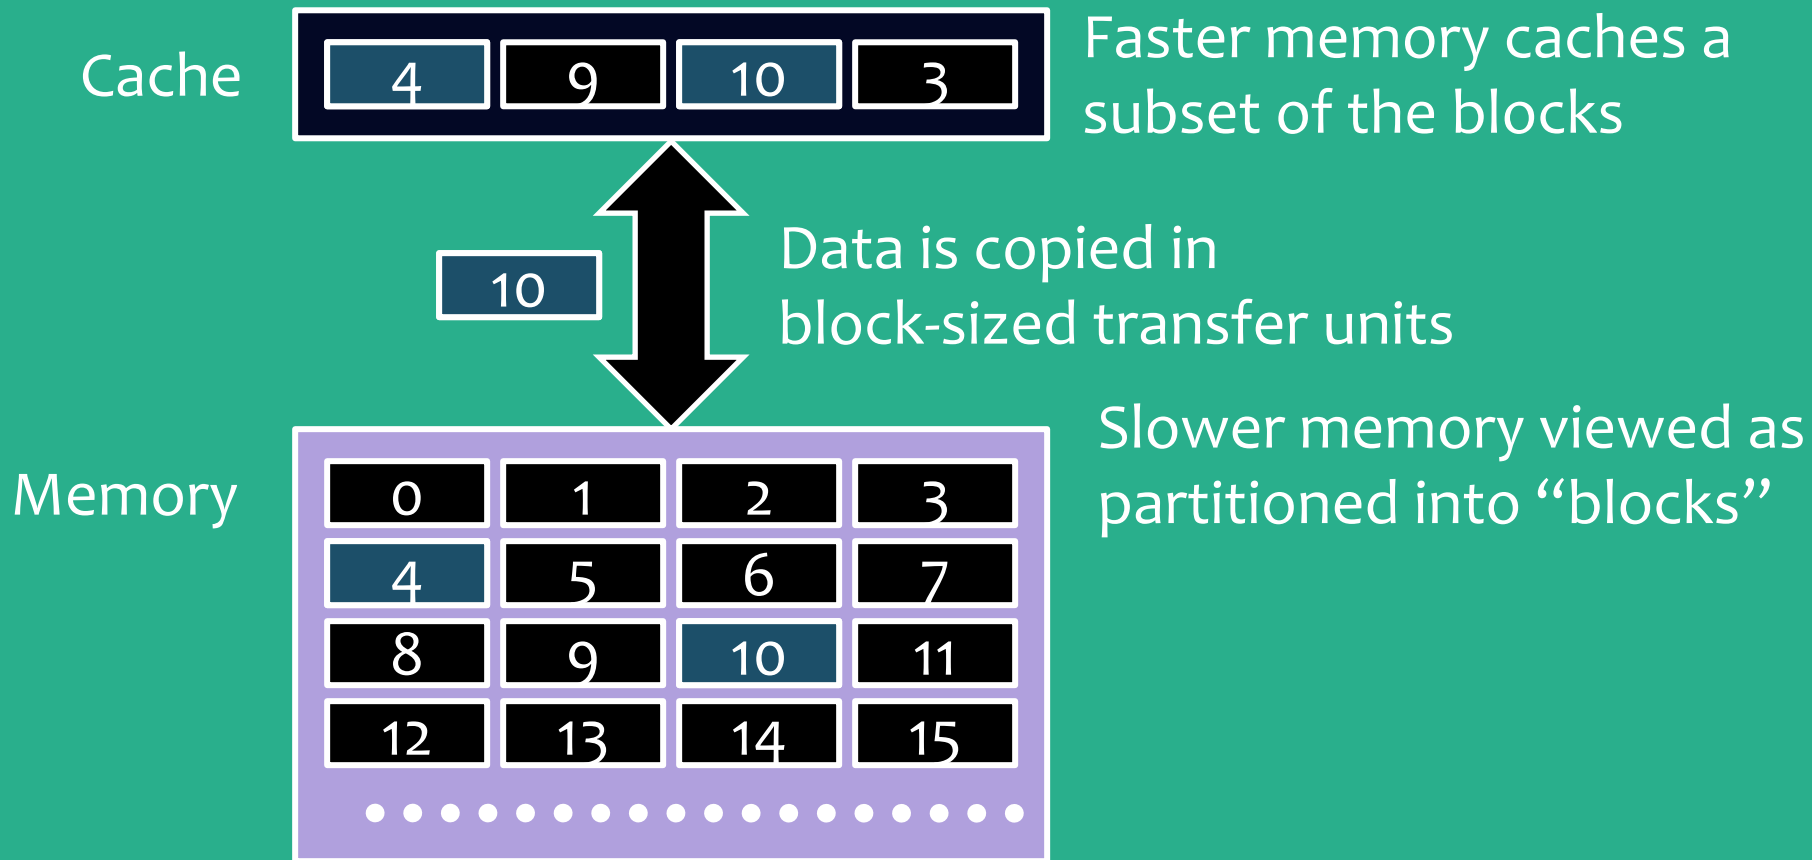 Cache
4 9 10 3
Faster memory caches a
subset of the blocks
10
Data is copied in
block-sized transfer units
Memory
0 1 2 3
4 5 6 7
8 9 10 11
12 13 14 15
Slower memory viewed as
partitioned into “blocks”